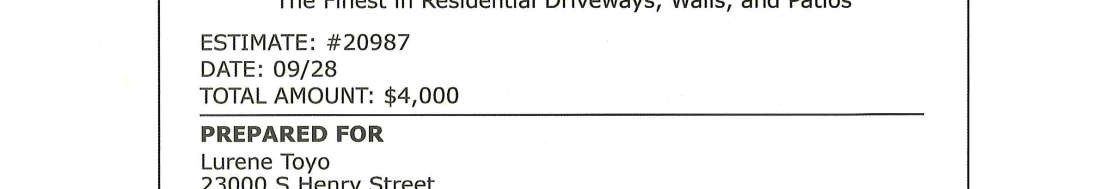 The Finest in Residential Driveways, Walls, and Patios
ESTIMATE: #20987
DATE: 09/28
TOTAL AMOUNT: $4,000
PREPARED FOR
Lurene Toyo
23000 S Henry Street